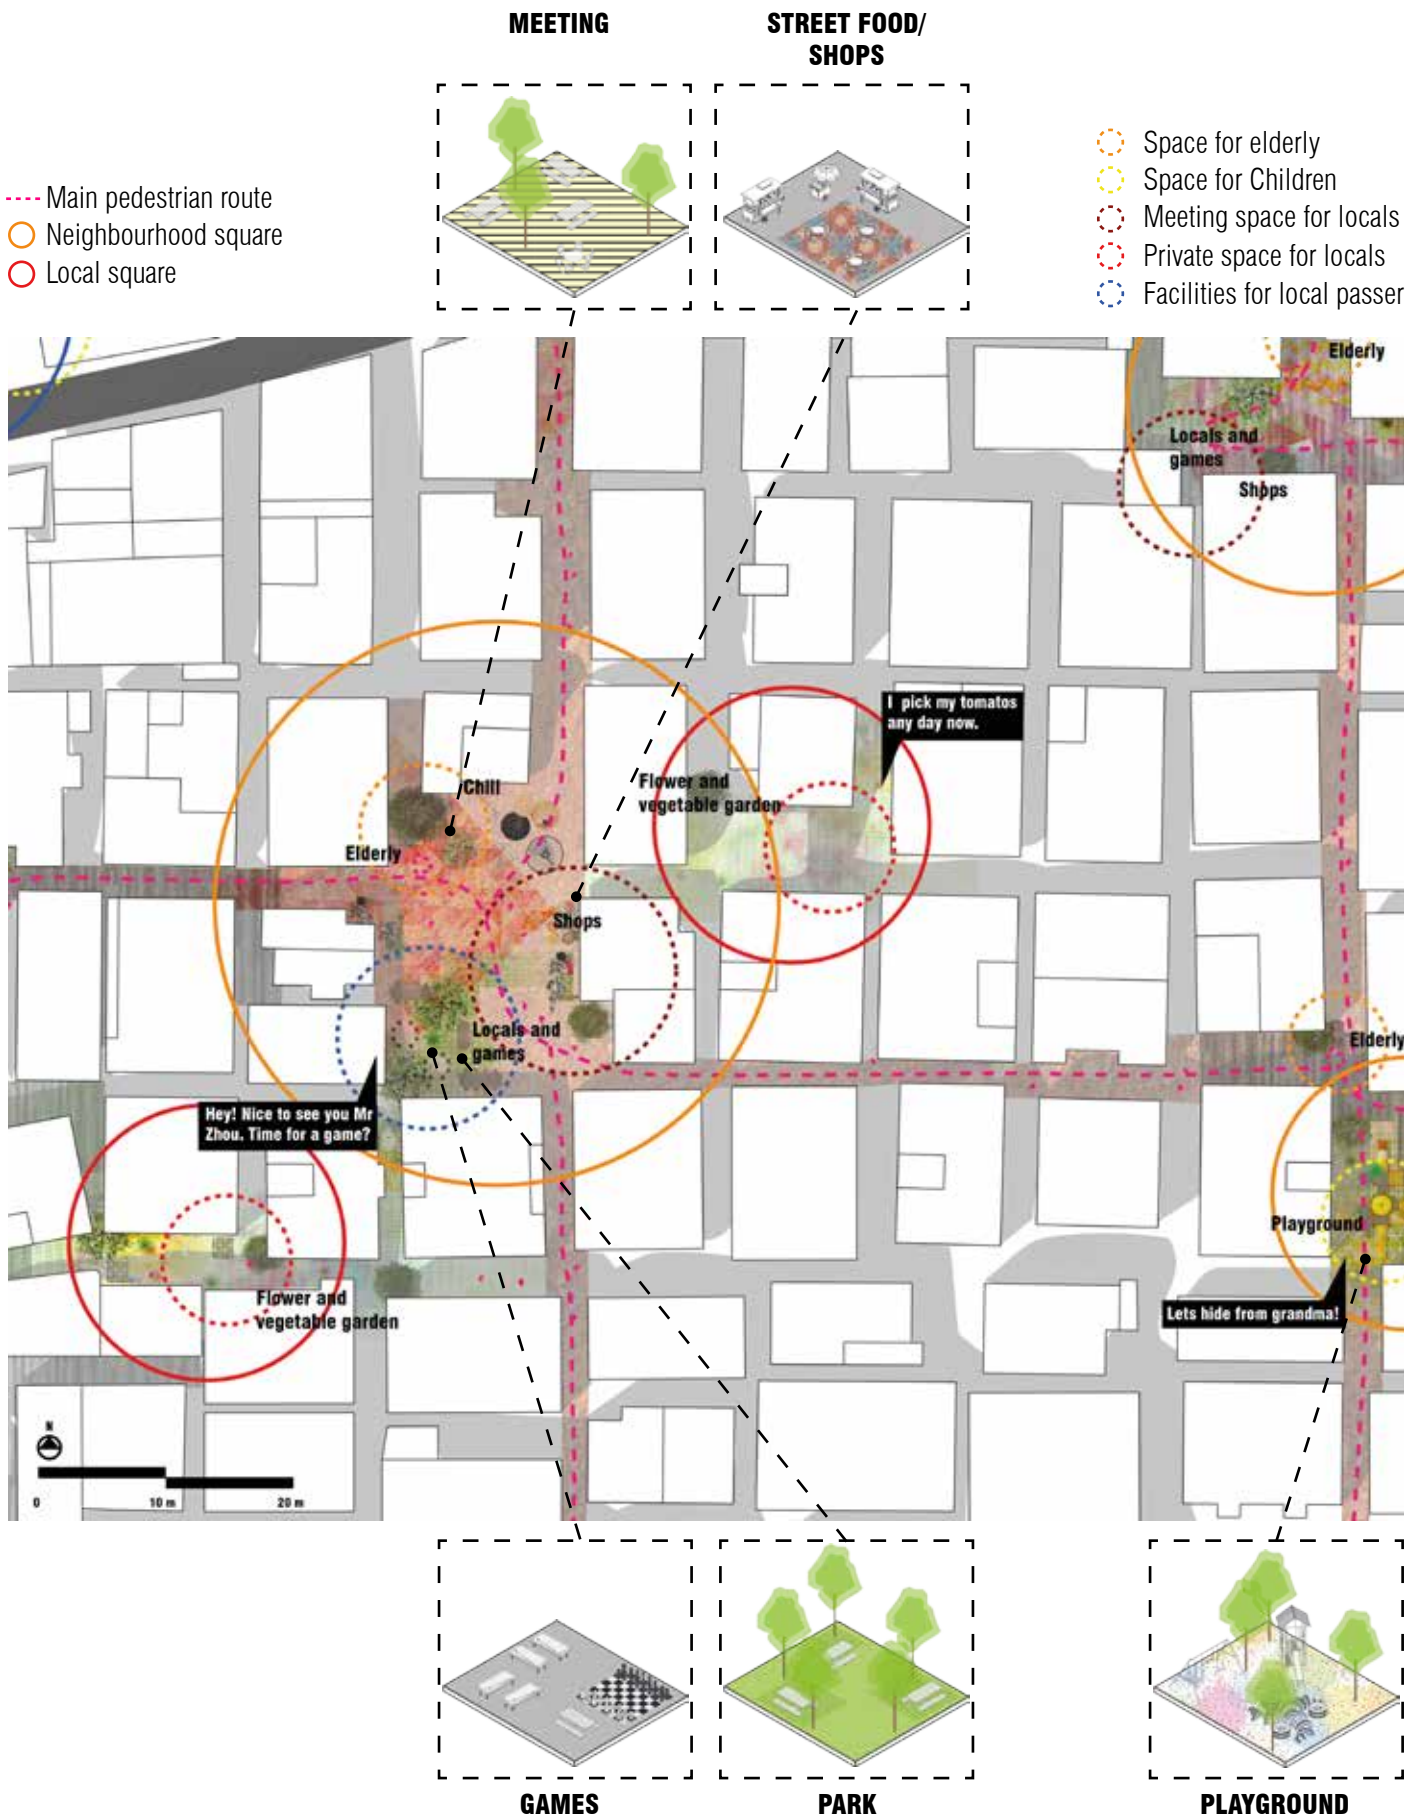 MEETING
STREET FOOD/
SHOPS
Main pedestrian route
Neighbourhood square
Local square
Space for elderly
Space for Children
Meeting space for locals
Private space for locals
Facilities for local passer
Elderly
Locals and
games
Shops
I pick my tomatos
any day now.
Flower and
vegetable garden
Chill
Elderly
Shops
Locals and
games
Elderly
Hey! Nice to see you Mr
Zhou. Time for a game?
Playground
Flower and
vegetable garden
Lets hide from grandma!
N
0
10 m
20 m
GAMES
PARK
PLAYGROUND